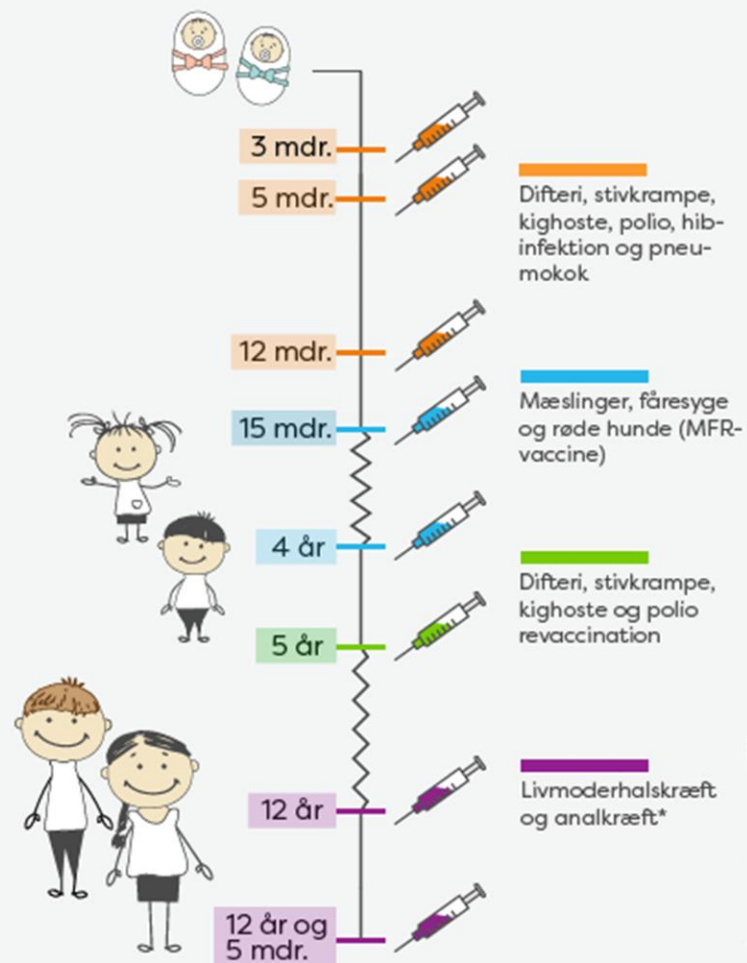 3 mdr.
5 mdr.
Difteri, stivkrampe,
kighoste, polio, hib-
infektion og pneu-
mokok
12 mdr.
15 mdr.
Mæslinger, fåresyge
og røde hunde (MFR-
vaccine)
4 år
Difteri, stivkrampe,
kighoste og polio
revaccination
5 år
12 år
Livmoderhalskræft
og analkræft*
12 år og
5 mdr.